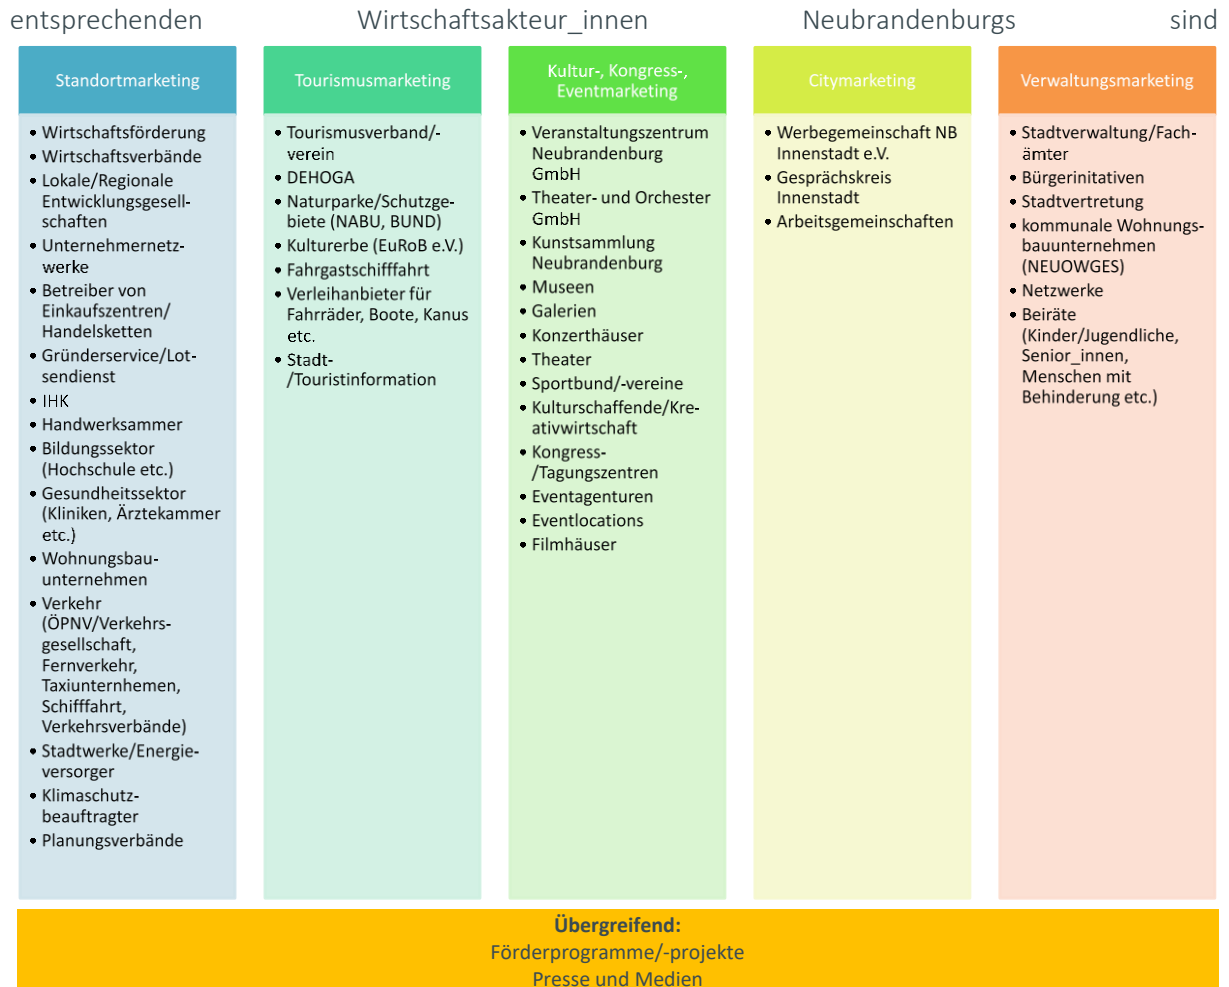 entsprechenden Wirtschaftsakteur_innen Neubrandenburgs sind
Standortmarketing
• Wirtschaftsförderung
• Wirtschaftsverbände
• Lokale/Regionale
Entwicklungsgesell-
schaften
• Unternehmernetz-
werke
• Betreiber von
Einkaufszentren/
Handelsketten
• Gründerservice/Lot-
sendienst
• IHK
• Handwerksammer
• Bildungssektor
(Hochschule etc.)
• Gesundheitssektor
(Kliniken, Ärztekammer
etc.)
• Wohnungsbau-
unternehmen
• Verkehr
(ÖPNV/Verkehrs-
gesellschaft,
Fernverkehr,
Taxiunternhemen,
Schifffahrt,
Verkehrsverbände)
• Stadtwerke/Energie-
versorger
• Klimaschutz-
beauftragter
• Planungsverbände
Tourismusmarketing
• Tourismusverband/-
verein
• DEHOGA
• Naturparke/Schutzge-
biete (NABU, BUND)
• Kulturerbe (EuRoB e.V.)
• Fahrgastschifffahrt
• Verleihanbieter für
Fahrräder, Boote, Kanus
etc.
• Stadt-
/Touristinformation
Kultur-, Kongress-,
Eventmarketing
• Veranstaltungszentrum
Neubrandenburg
GmbH
• Theater- und Orchester
GmbH
• Kunstsammlung
Neubrandenburg
• Museen
• Galerien
• Konzerthäuser
• Theater
• Sportbund/-vereine
• Kulturschaffende/Kre-
ativwirtschaft
• Kongress-
/Tagungszentren
• Eventagenturen
• Eventlocations
• Filmhäuser
Citymarketing
• Werbegemeinschaft NB
Innenstadt e.V.
• Gesprächskreis
Innenstadt
• Arbeitsgemeinschaften
Verwaltungsmarketing
• Stadtverwaltung/Fach-
ämter
• Bürgerinitativen
• Stadtvertretung
• kommunale Wohnungs-
bauunternehmen
(NEUOWGES)
• Netzwerke
• Beiräte
(Kinder/Jugendliche,
Senior_innen,
Menschen mit
Behinderung etc.)
Übergreifend:
Förderprogramme/-projekte
Presse und Medien